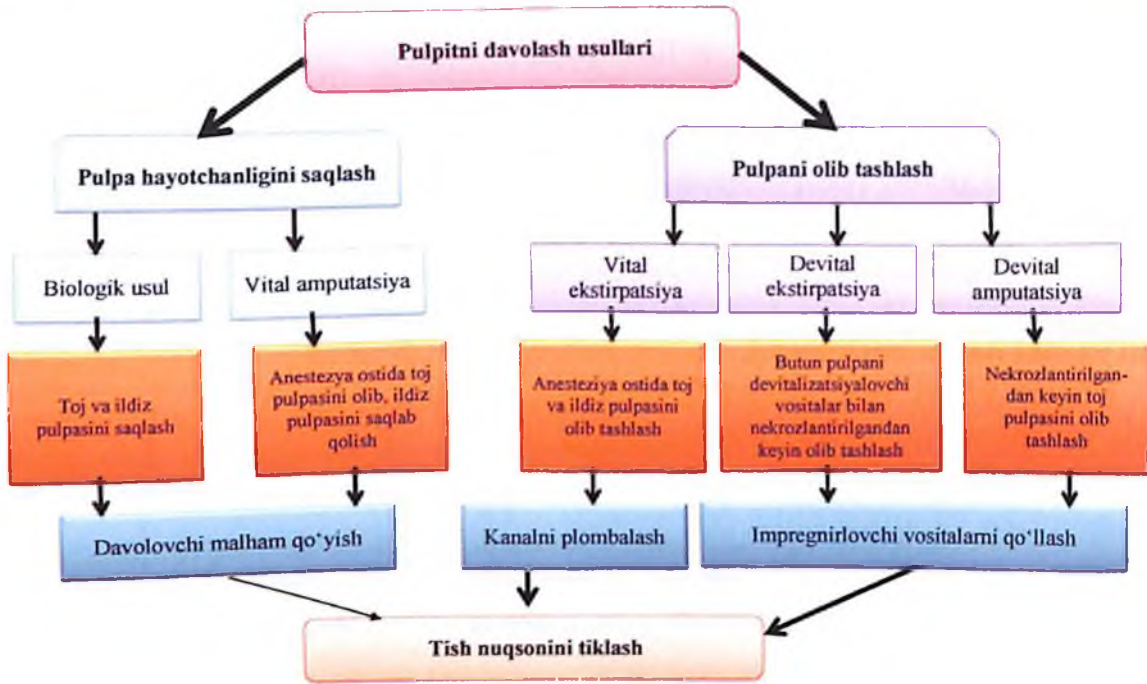 Pulpitni davolash usullari
Pulpa hayotchanligini saqlash
Pulpani olib tashlash
Biologik usul
Vital amputatsiya
Vital
ekstirpatsiya
Devital
ekstirpatsiya
Devital
amputatsiya
Toj va ildiz
pulpasini saqlash
Anestezya ostida toj
pulpasini olib, ildiz
pulpasini saqlab
qolish
Anesteziya ostida toj
va ildiz pulpasini
olib tashlash
Butun pulpani
devitalizatsiyalovchi
vositalar bilan
nekrozlantirilgandan
keyin olib tashlash
Nekrozlantirilgan-
dan keyin toj
pulpasini olib
tashlash
Davolovchi malham qo‘yish
Kanalni plombalash
Impregnirlovchi vositalarni qo‘llash
Tish nuqsonini tiklash